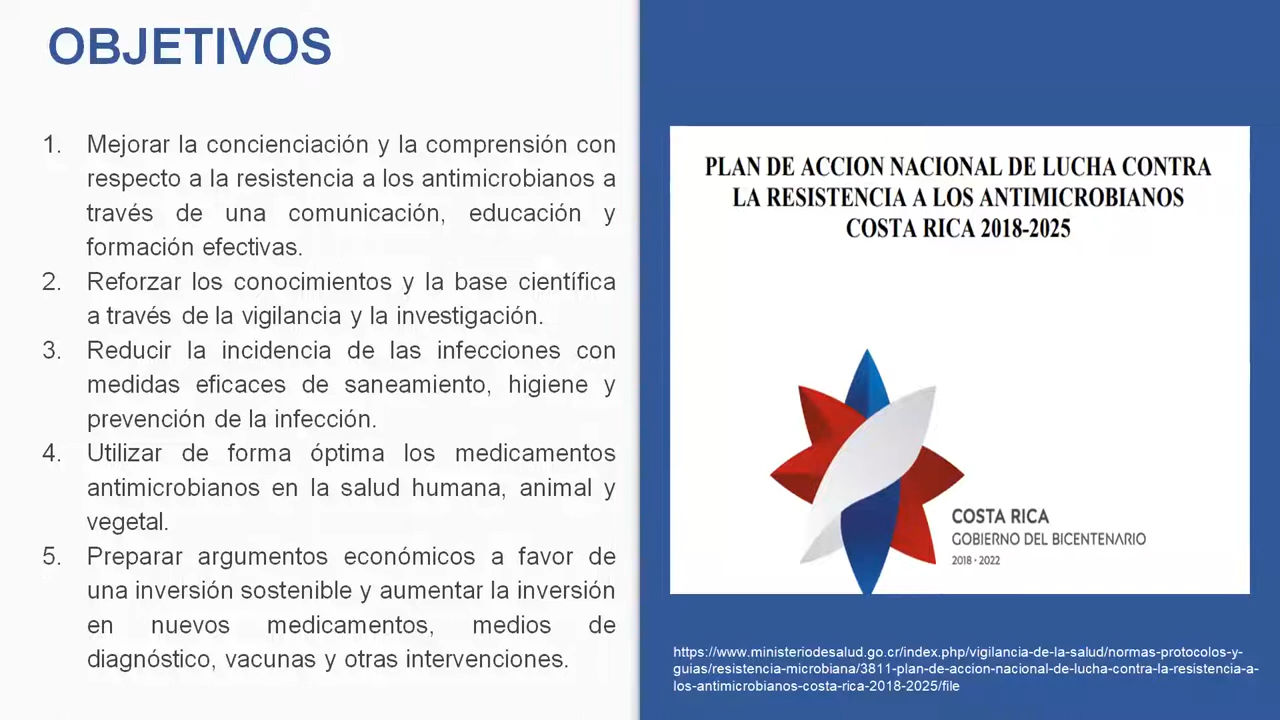 OBJETIVOS
1. Mejorar la concienciación y la comprensión con
respecto a la resistencia a los antimicrobianos a
través de una comunicación, educación y
formación efectivas.
2. Reforzar los conocimientos y la base científica
a través de la vigilancia y la investigación.
3. Reducir la incidencia de las infecciones con
medidas eficaces de saneamiento, higiene y
prevención de la infección.
4. Utilizar de forma óptima los medicamentos
antimicrobianos en la salud humana, animal y
vegetal.
5. Preparar argumentos económicos a favor de
una inversión sostenible y aumentar la inversión
en nuevos medicamentos, medios de
diagnóstico, vacunas y otras intervenciones.
PLAN DE ACCION NACIONAL DE LUCHA CONTRA
LA RESISTENCIA A LOS ANTIMICROBIANOS
COSTA RICA 2018-2025
COSTA RICA
GOBIERNO DEL BICENTENARIO
2018 · 2022
https://www.ministeriodesalud.go.cr/index.php/vigilancia-de-la-salud/normas-protocolos-y-
guias/resistencia-microbiana/3811-plan-de-accion-nacional-de-lucha-contra-la-resistencia-a-
los-antimicrobianos-costa-rica-2018-2025/file